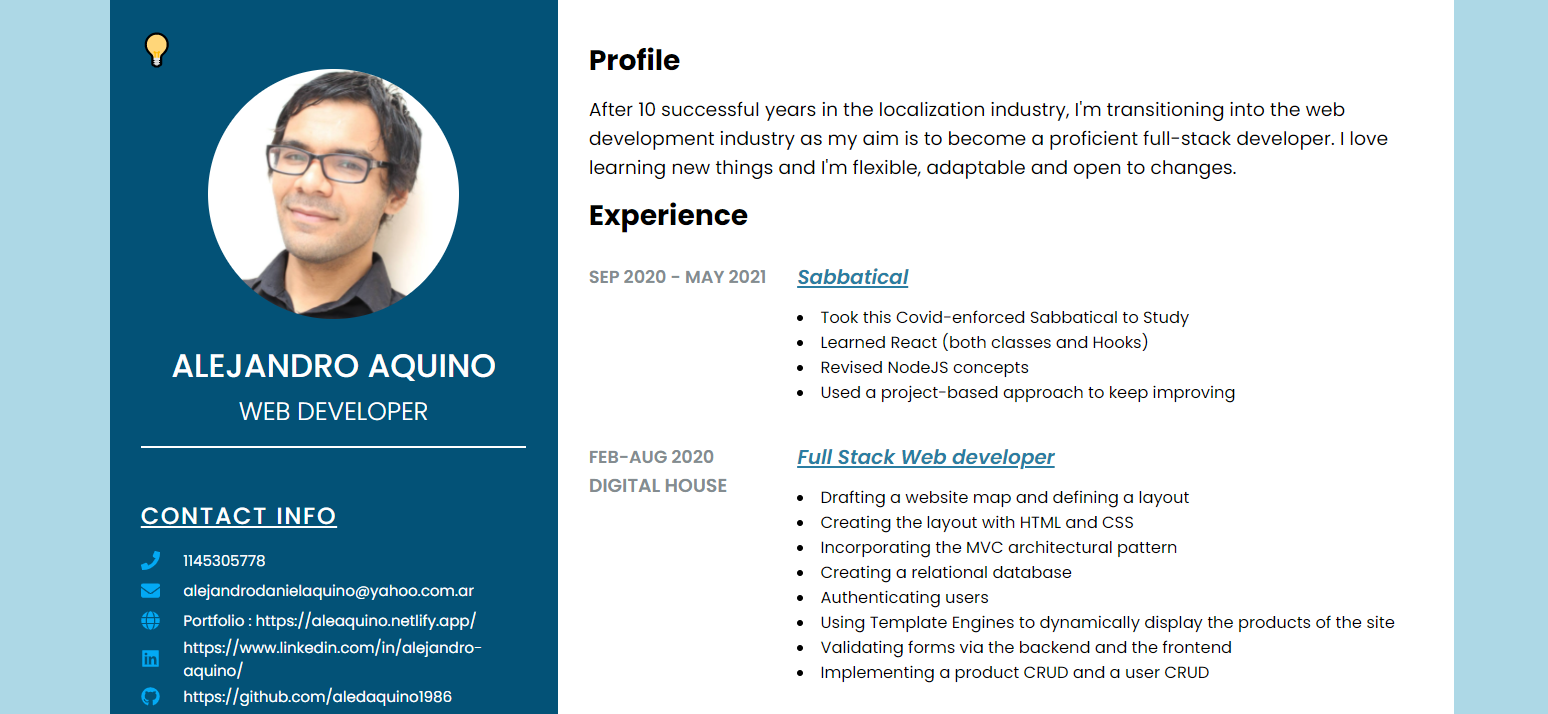 ALEJANDRO AQUINO
WEB DEVELOPER
CONTACT INFO
1145305778
alejandrodanielaquino@yahoo.com.ar
Portfolio : https://aleaquino.netlify.app/
https://www.linkedin.com/in/alejandro-
aquino/
https://github.com/aledaquino1986
Profile
After 10 successful years in the localization industry, I'm transitioning into the web
development industry as my aim is to become a proficient full-stack developer. I love
learning new things and I'm flexible, adaptable and open to changes.
Experience
SEP 2020 - MAY 2021
Sabbatical
Took this Covid-enforced Sabbatical to Study
Learned React (both classes and Hooks)
Revised NodeJS concepts
Used a project-based approach to keep improving
FEB-AUG 2020
DIGITAL HOUSE
Full Stack Web developer
Drafting a website map and defining a layout
Creating the layout with HTML and CSS
Incorporating the MVC architectural pattern
Creating a relational database
Authenticating users
Using Template Engines to dynamically display the products of the site
Validating forms via the backend and the frontend
Implementing a product CRUD and a user CRUD